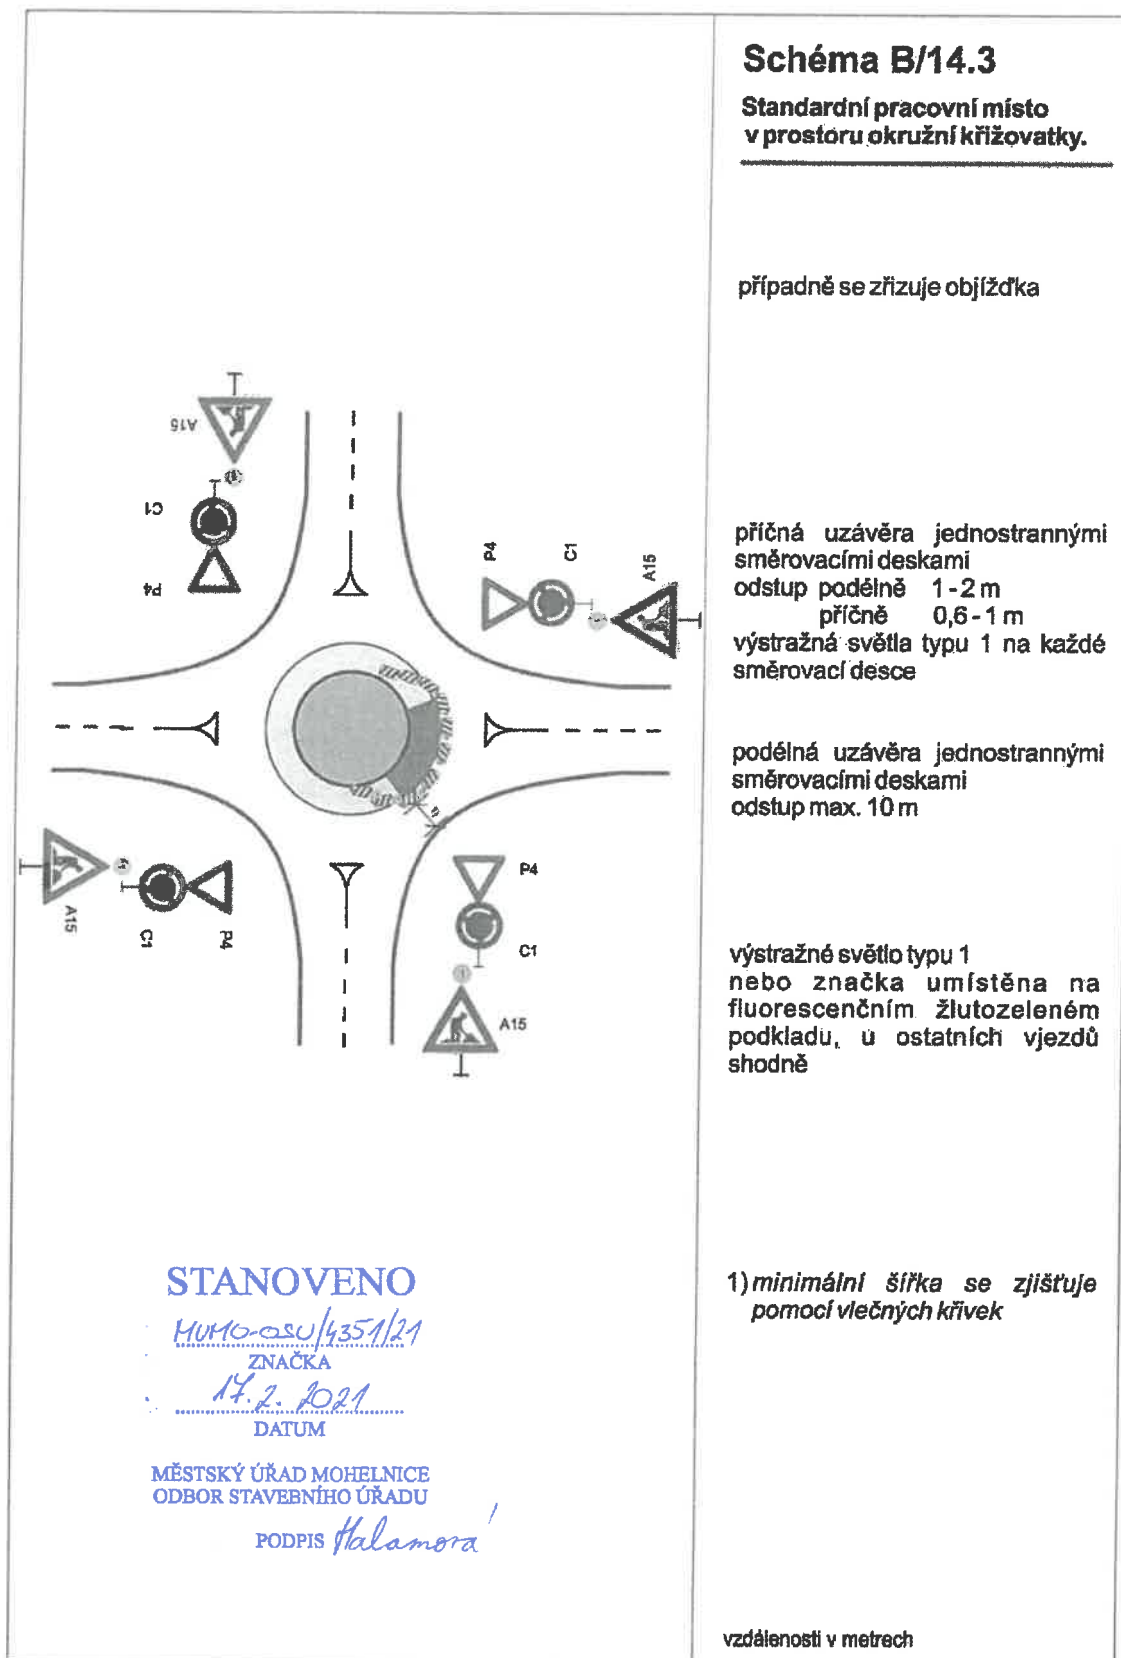 Schéma B/14.3
Standardní pracovní místo
v prostoru okružní křižovatky.
případně se zřizuje objížďka
A15
C1
P4
P4
C1
A15
příčná uzávěra jednostrannými
směrovacími deskami
odstup podélně 1-2 m
příčně 0,6-1 m
výstražná světla typu 1 na každé
směrovací desce
podélná uzávěra jednostrannými
směrovacími deskami
odstup max. 10 m
A15
C1
P4
P4
C1
A15
výstražné světlo typu 1
nebo značka umístěna na
fluorescenčním žlutozeleném
podkladu, u ostatních vjezdů
shodně
1) minimální šířka se zjišťuje
pomocí vlečných křivek
STANOVENO
MUMO-OSU/4351/21
ZNAČKA
17.2.2021
DATUM
MĚSTSKÝ ÚŘAD MOHELNICE
ODBOR STAVEBNÍHO ÚŘADU
PODPIS Halamová
vzdálenosti v metrech